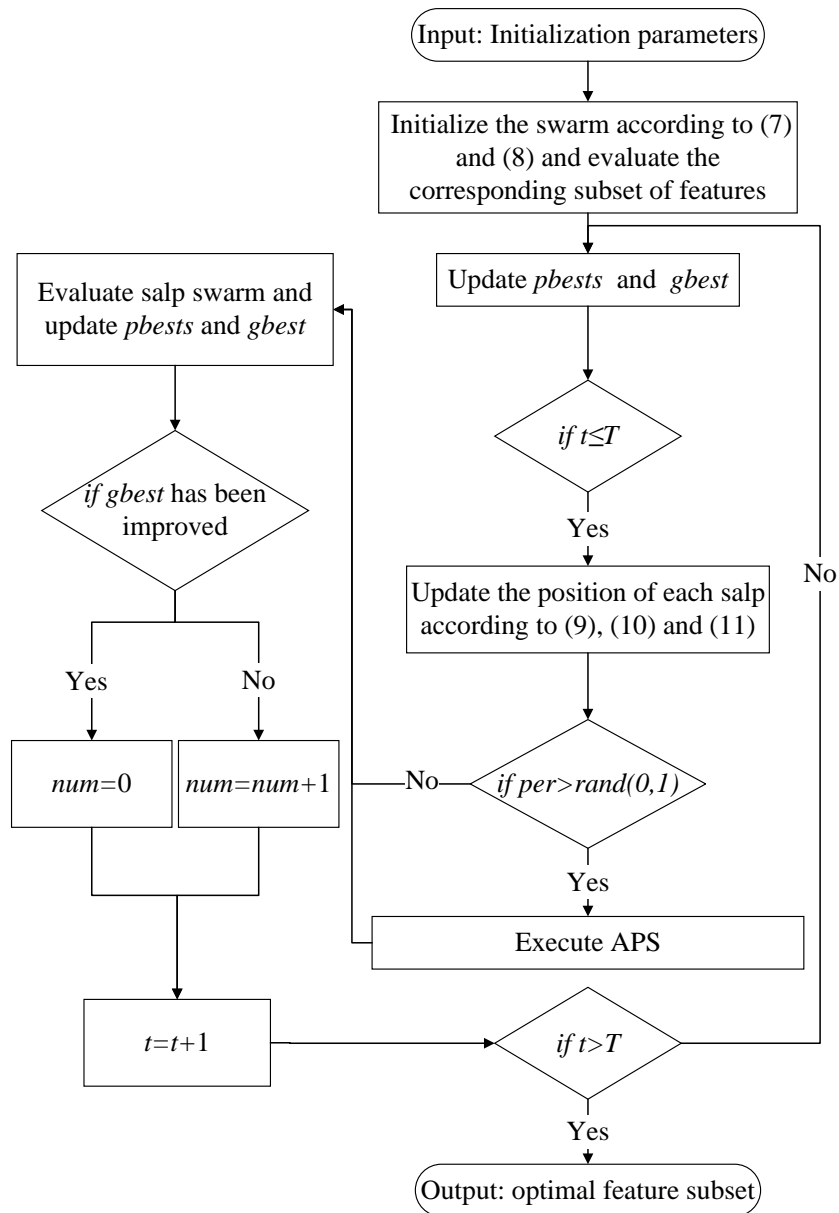 Input: Initialization parameters
Initialize the swarm according to (7)
and (8) and evaluate the
corresponding subset of features
Update pbests and gbest
if t≤T
Yes
Update the position of each salp
according to (9), (10) and (11)
if per>rand(0,1)
No
Yes
Execute APS
Evaluate salp swarm and
update pbests and gbest
if gbest has been
improved
Yes
No
num=0
num=num+1
t=t+1
if t>T
No
Yes
Output: optimal feature subset